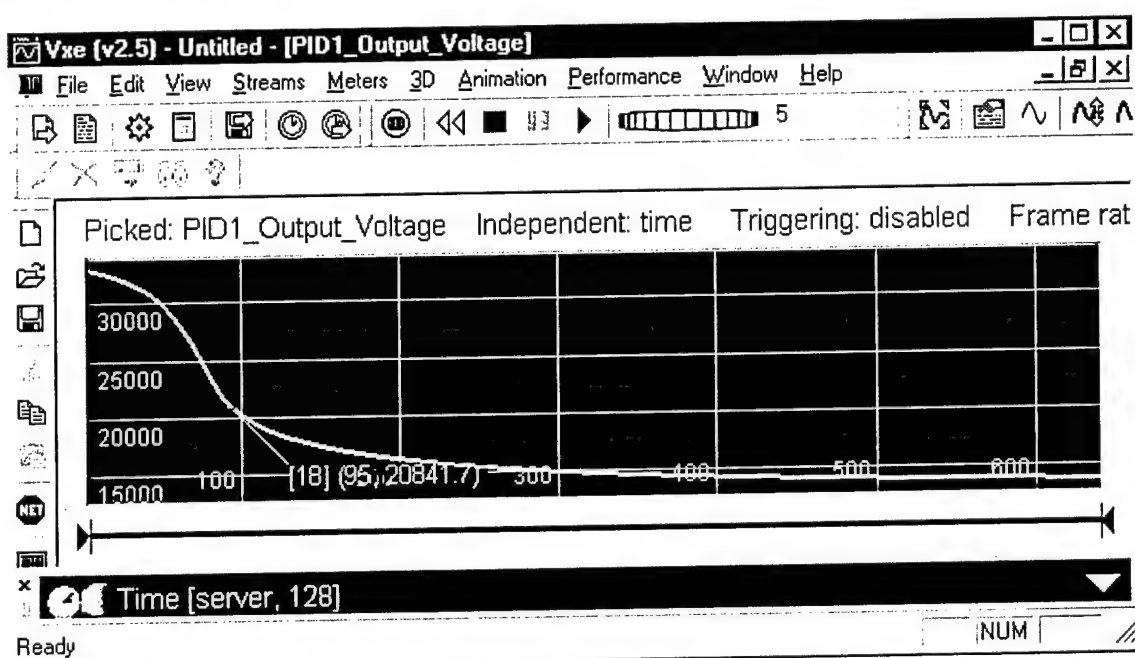 Vxe (v2.5) - Untitled - [PID1_Output_Voltage]
File Edit View Streams Meters 3D Animation Performance Window Help
5
Picked: PID1_Output_Voltage Independent: time Triggering: disabled Frame rat
30000
25000
20000
15000
100 [18] (95, 20841.7) 300 400 500 600
NET
Time [server, 128]
Ready NUM